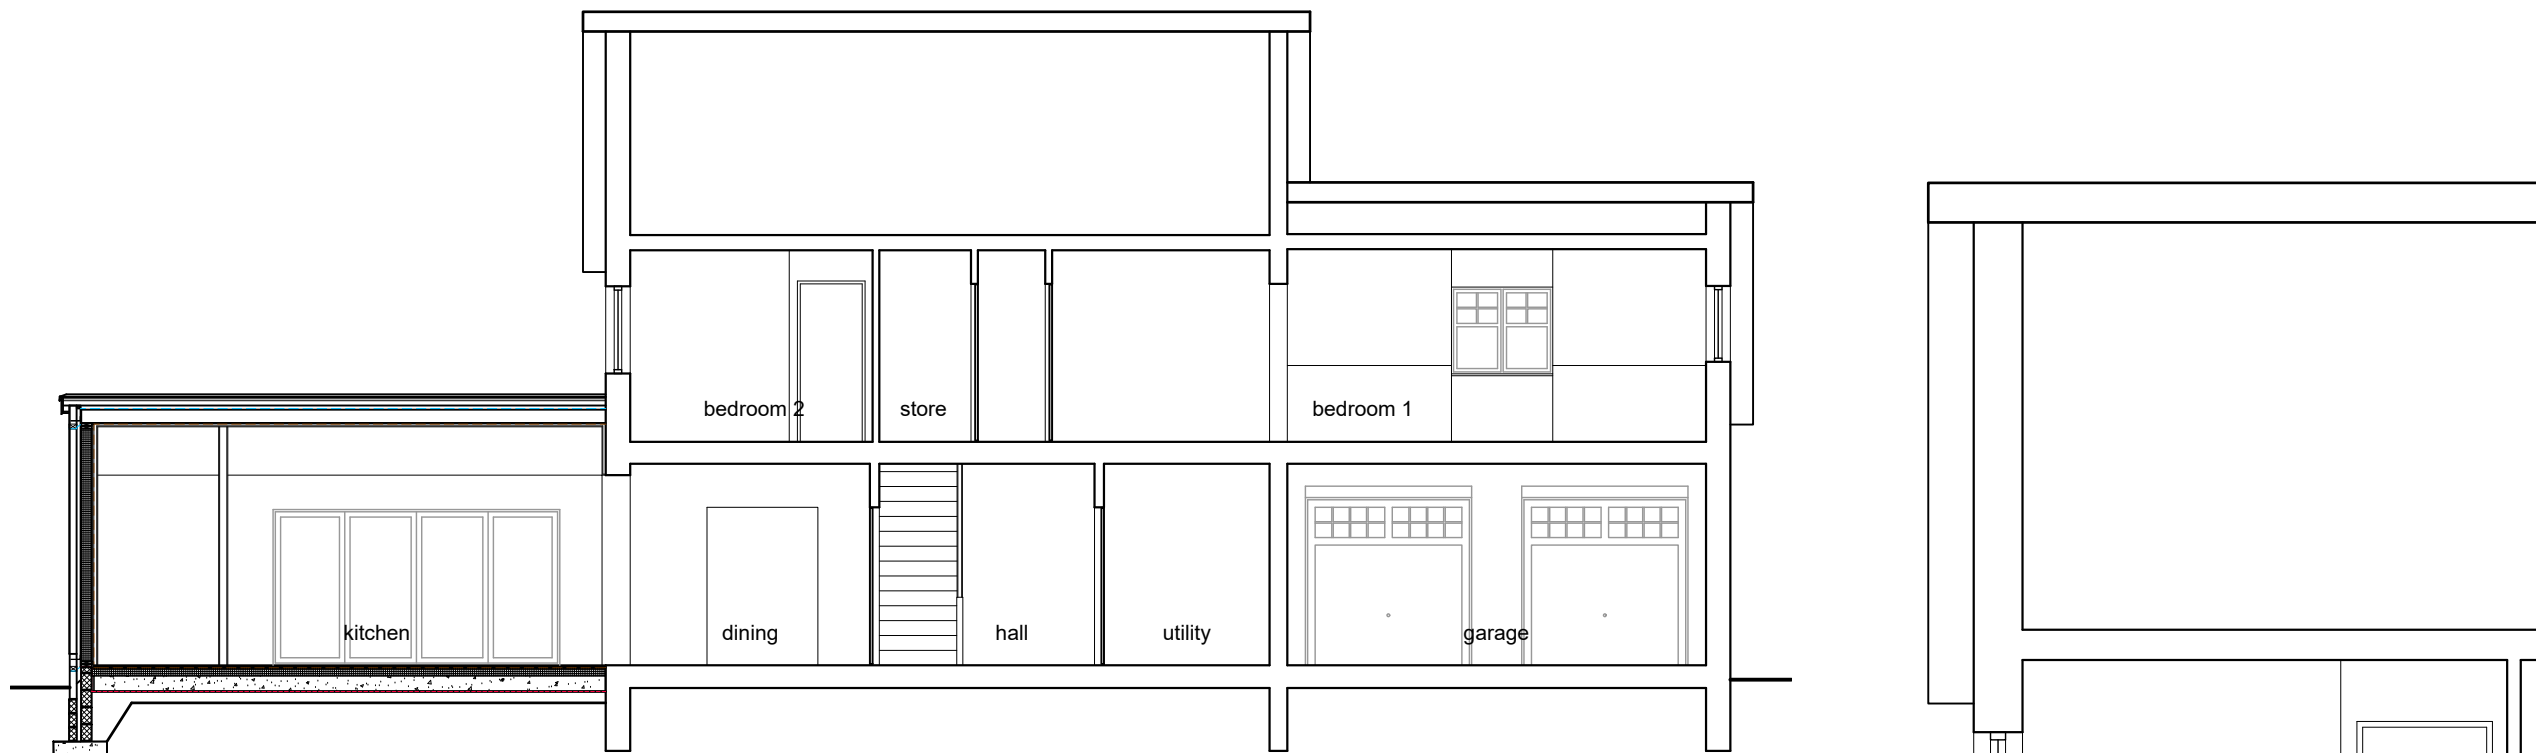 bedroom 2
store
bedroom 1
kitchen
dining
hall
utility
garage